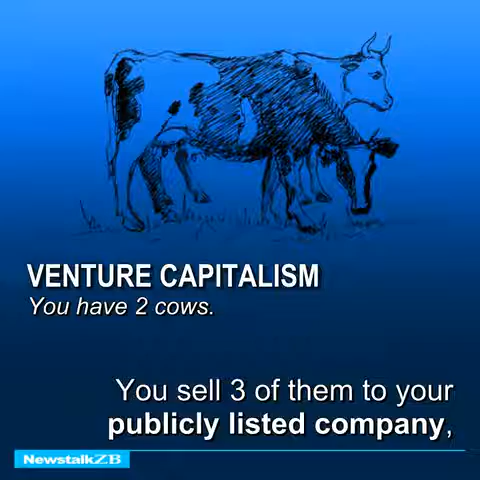 VENTURE CAPITALISM
You have 2 cows.
You sell 3 of them to your
publicly listed company,
NewstalkZB